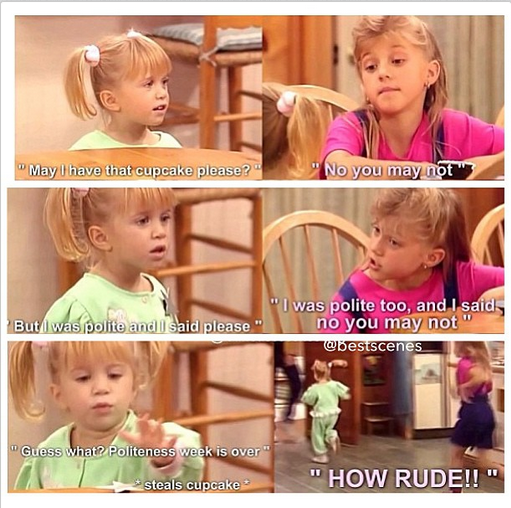 " May I have that cupcake please? "
" No you may not "
" But I was polite and I said please "
" I was polite too, and I said
no you may not "
@bestscenes
" Guess what? Politeness week is over "
* steals cupcake *
" HOW RUDE!! "